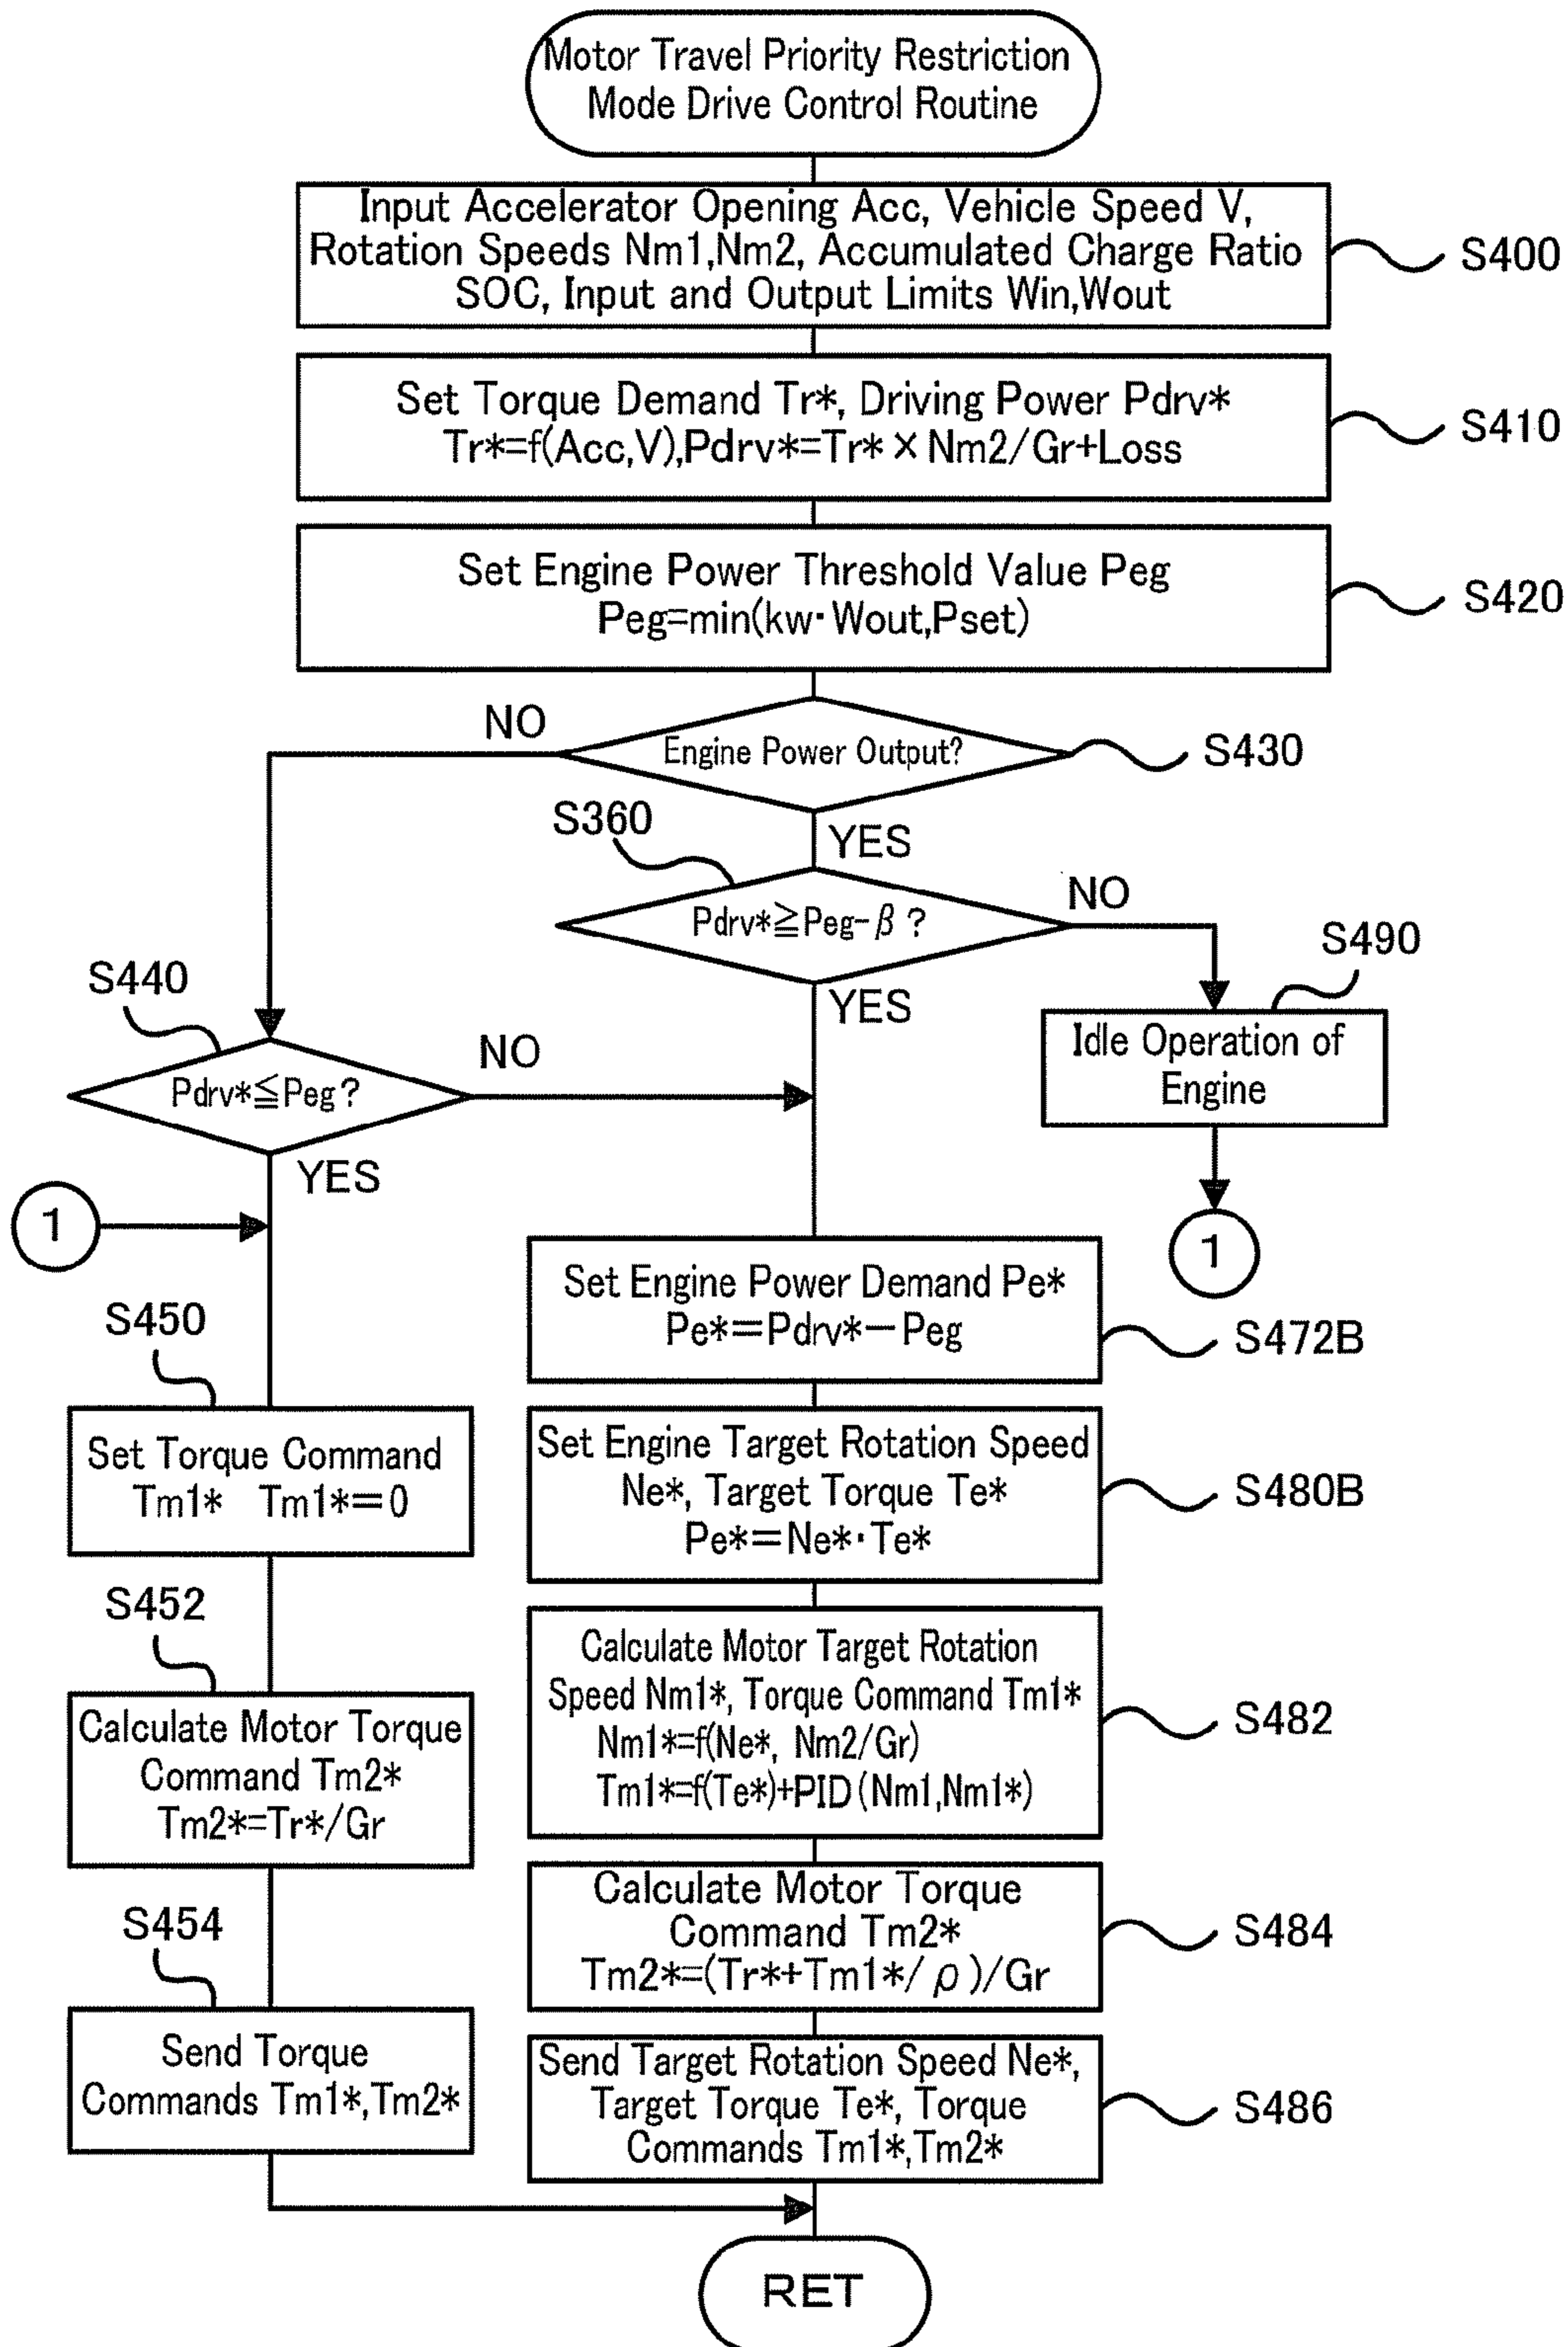 Motor Travel Priority Restriction
Mode Drive Control Routine
Input Accelerator Opening Acc, Vehicle Speed V,
Rotation Speeds Nm1,Nm2, Accumulated Charge Ratio
SOC, Input and Output Limits Win,Wout
S400
Set Torque Demand Tr*, Driving Power Pdrv*
Tr*=f(Acc,V),Pdrv*=Tr*×Nm2/Gr+Loss
S410
Set Engine Power Threshold Value Peg
Peg=min(kw·Wout,Pset)
S420
NO
Engine Power Output?
S430
S360
YES
Pdrv*≧Peg-β?
NO
S490
YES
Idle Operation of
Engine
1
S440
Pdrv*≦Peg?
NO
YES
1
S450
Set Torque Command
Tm1* Tm1*=0
S452
Calculate Motor Torque
Command Tm2*
Tm2*=Tr*/Gr
S454
Send Torque
Commands Tm1*,Tm2*
Set Engine Power Demand Pe*
Pe*=Pdrv*-Peg
S472B
Set Engine Target Rotation Speed
Ne*, Target Torque Te*
Pe*=Ne*·Te*
S480B
Calculate Motor Target Rotation
Speed Nm1*, Torque Command Tm1*
Nm1*=f(Ne*, Nm2/Gr)
Tm1*=f(Te*)+PID(Nm1,Nm1*)
S482
Calculate Motor Torque
Command Tm2*
Tm2*=(Tr*+Tm1*/ρ)/Gr
S484
Send Target Rotation Speed Ne*,
Target Torque Te*, Torque
Commands Tm1*,Tm2*
S486
RET